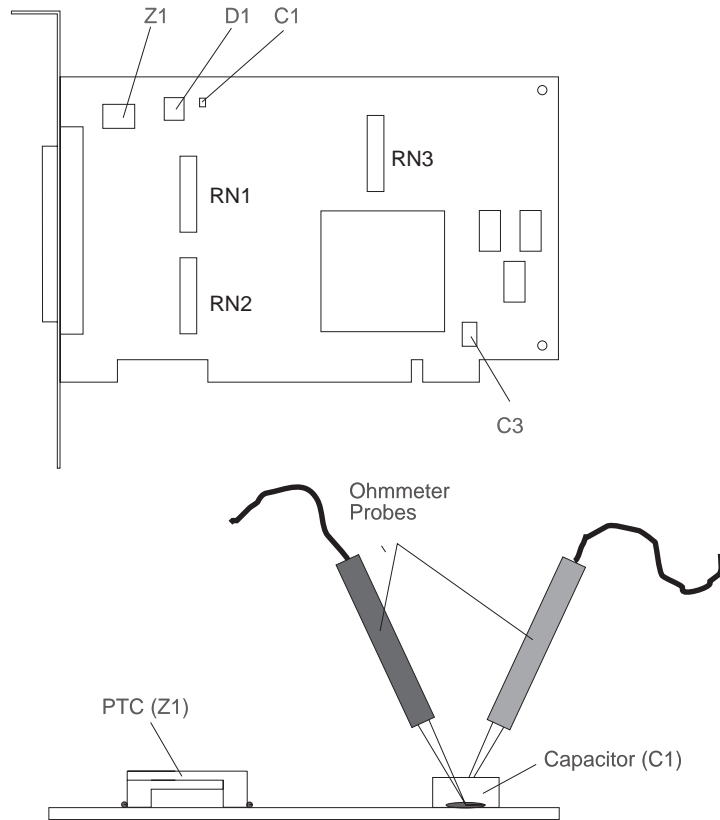 Z1
D1
C1
RN3
RN1
RN2
C3
Ohmmeter
Probes
PTC (Z1)
Capacitor (C1)